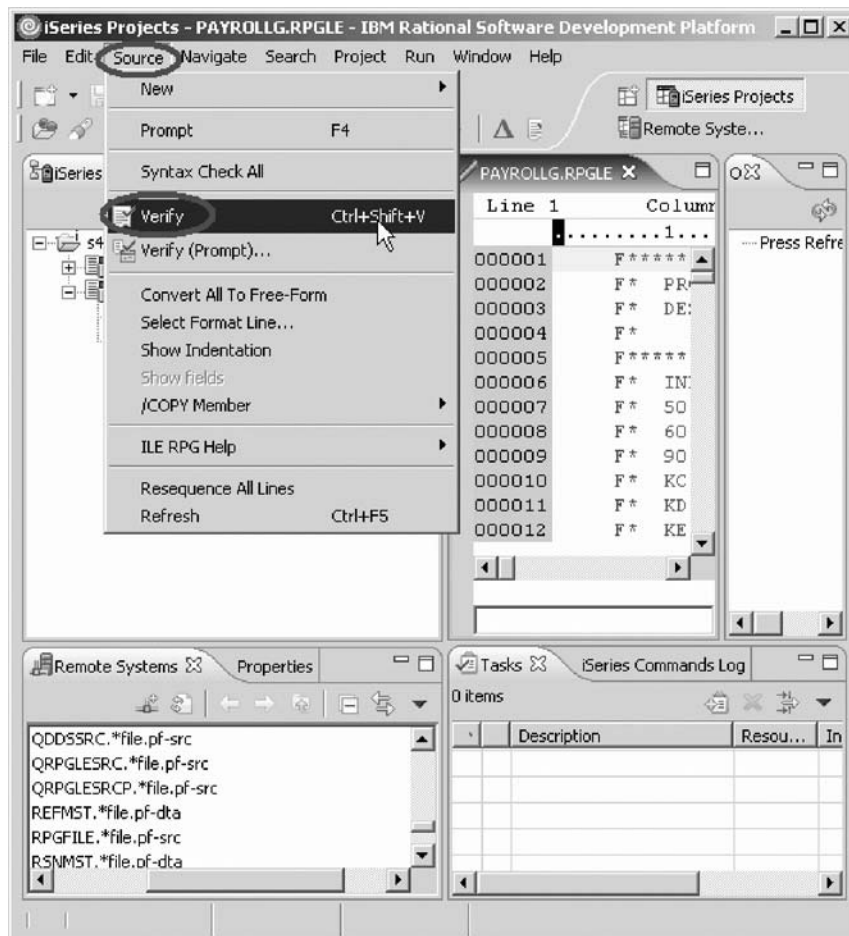 iSeries Projects - PAYROLLG.RPGLE - IBM Rational Software Development Platform
File Edit Source Navigate Search Project Run Window Help
New
Prompt F4
Syntax Check All
Verify Ctrl+Shift+V
Verify (Prompt)...
Convert All To Free-Form
Select Format Line...
Show Indentation
Show fields
/COPY Member
ILE RPG Help
Resequence All Lines
Refresh Ctrl+F5
iSeries Projects
Remote Syste...
iSeries
s4
PAYROLLG.RPGLE
Line 1 Colum
.........1...
000001 F*****
000002 F* PR
000003 F* DE
000004 F*
000005 F*****
000006 F* IN
000007 F* 50
000008 F* 60
000009 F* 90
000010 F* KC
000011 F* KD
000012 F* KE
O
Press Refre
Remote Systems Properties
QDDSSRC.*file.pf-src
QRPGLESRC.*file.pf-src
QRPGLESRCP.*file.pf-src
REFMST.*file.pf-dta
RPGFILE.*file.pf-src
RSNMST.*file.pf-dta
Tasks iSeries Commands Log
0 items
Description Resou... In